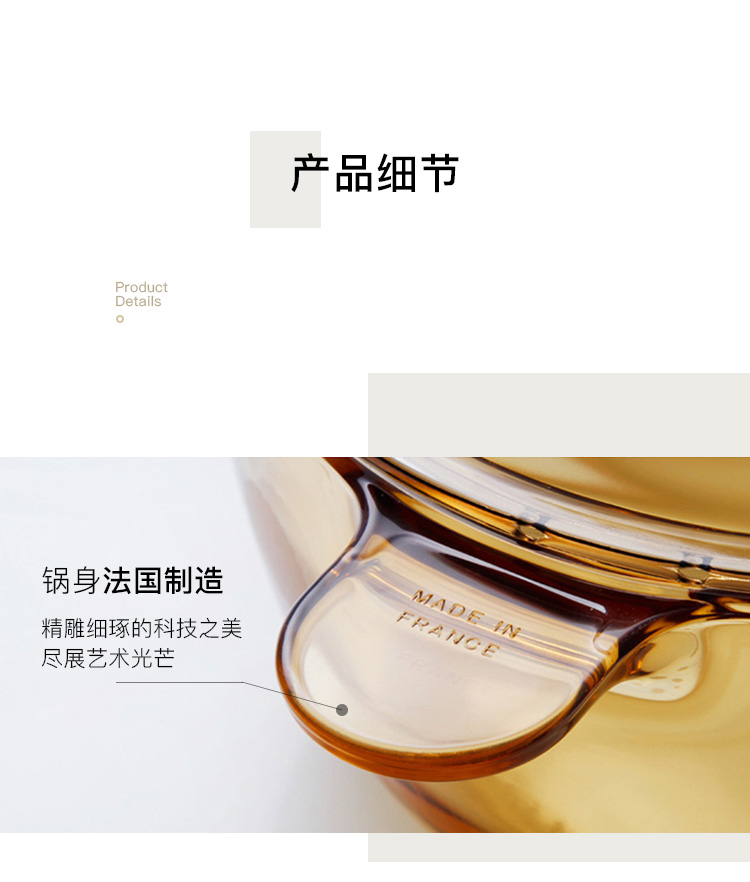 产品细节
Product
Details
锅身法国制造
精雕细琢的科技之美
尽展艺术光芒
MADE IN
FRANCE